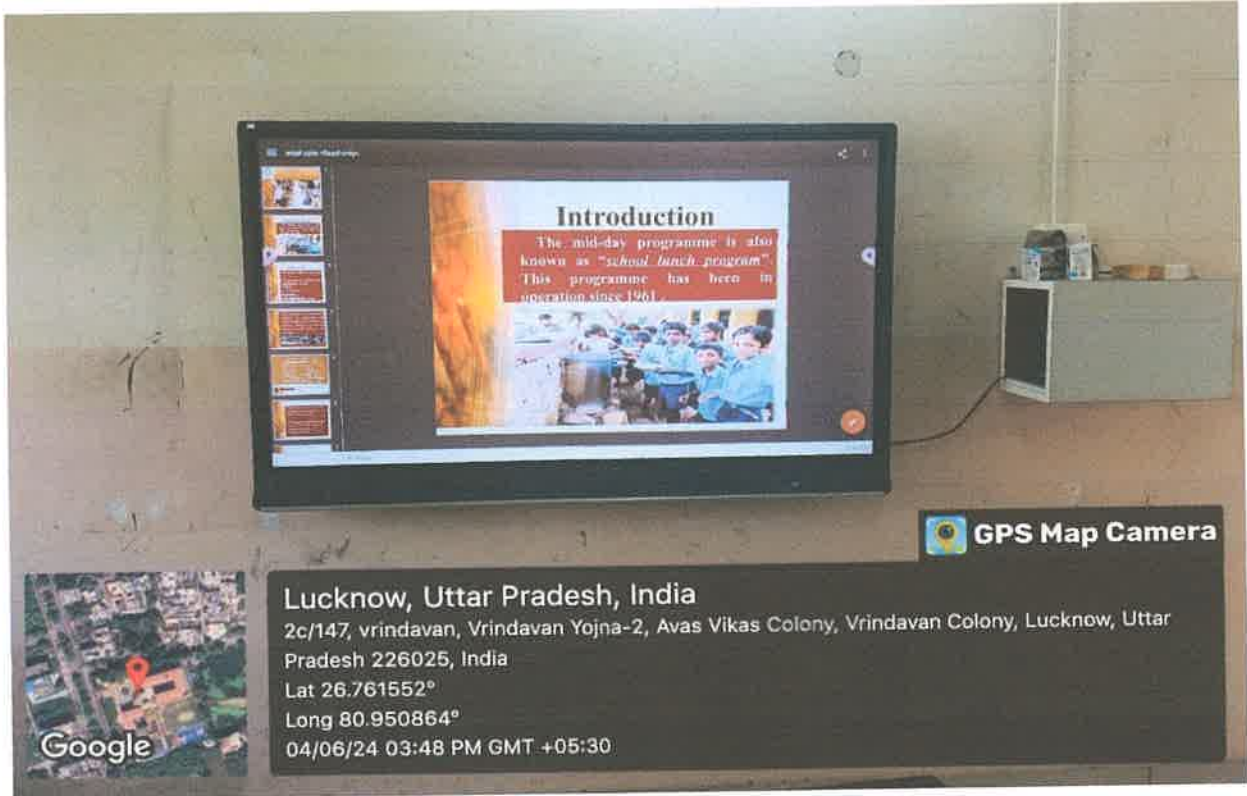 Introduction
The mid-day programme is also
known as "school lunch program".
This programme has been in
operation since 1961 .
GPS Map Camera
Lucknow, Uttar Pradesh, India
2c/147, vrindavan, Vrindavan Yojna-2, Avas Vikas Colony, Vrindavan Colony, Lucknow, Uttar
Pradesh 226025, India
Lat 26.761552°
Long 80.950864°
04/06/24 03:48 PM GMT +05:30
Google